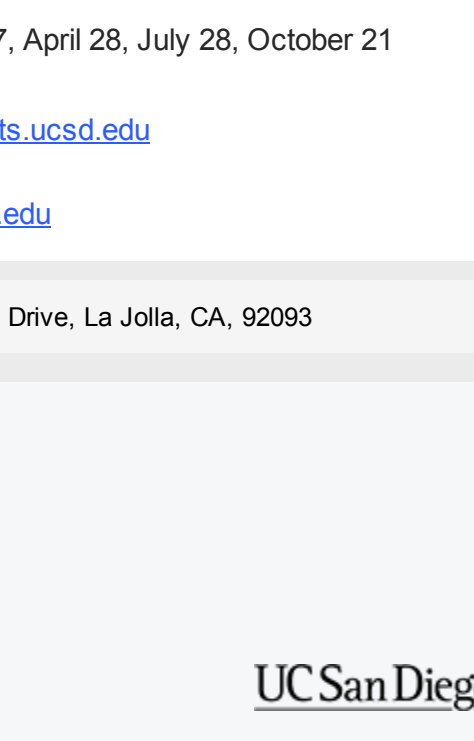 7, April 28, July 28, October 21
ts.ucsd.edu
.edu
Drive, La Jolla, CA, 92093
UC San Dieg